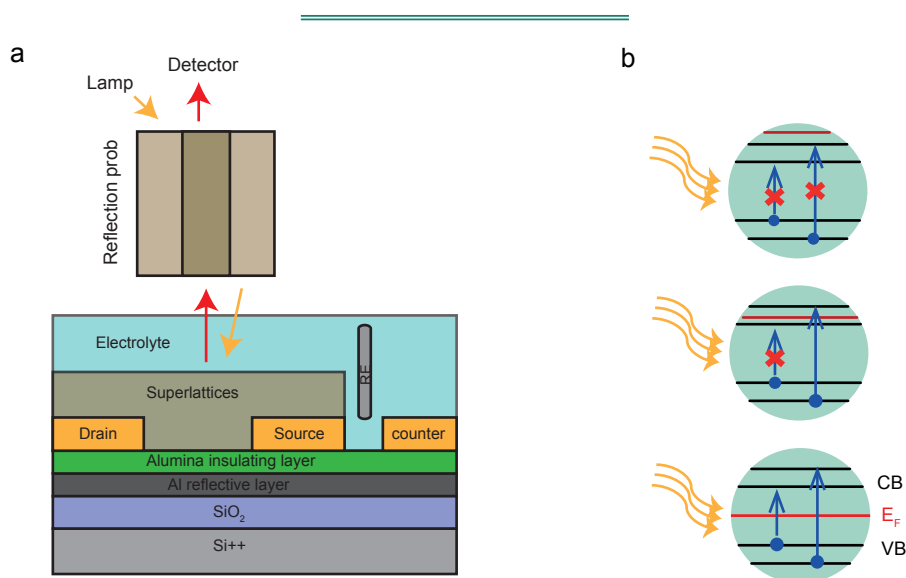 a
b
Lamp
Detector
Reflection prob
Electrolyte
RE
Superlattices
Drain
Source
counter
Alumina insulating layer
Al reflective layer
SiO₂
Si++
CB
E_F
VB